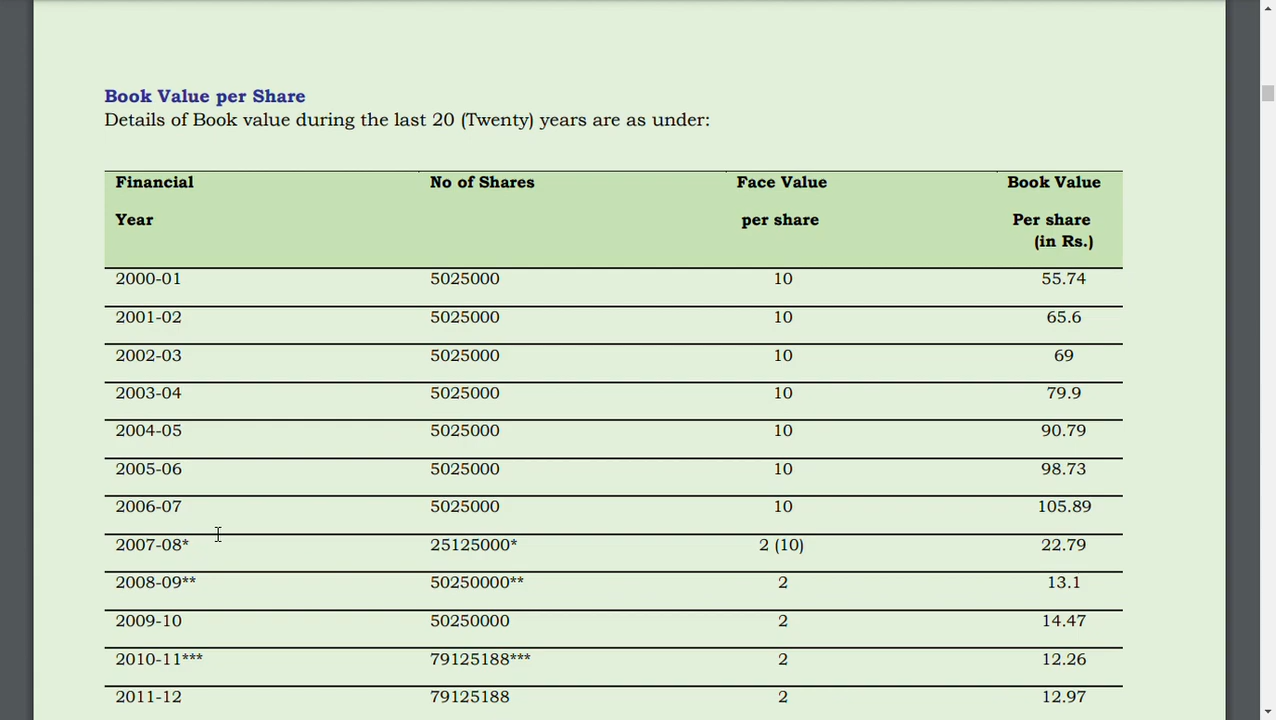 Book Value per Share
Details of Book value during the last 20 (Twenty) years are as under:
Financial Year No of Shares Face Value per share Book Value Per share (in Rs.)
2000-01 5025000 10 55.74
2001-02 5025000 10 65.6
2002-03 5025000 10 69
2003-04 5025000 10 79.9
2004-05 5025000 10 90.79
2005-06 5025000 10 98.73
2006-07 5025000 10 105.89
2007-08* 25125000* 2 (10) 22.79
2008-09** 50250000** 2 13.1
2009-10 50250000 2 14.47
2010-11*** 79125188*** 2 12.26
2011-12 79125188 2 12.97